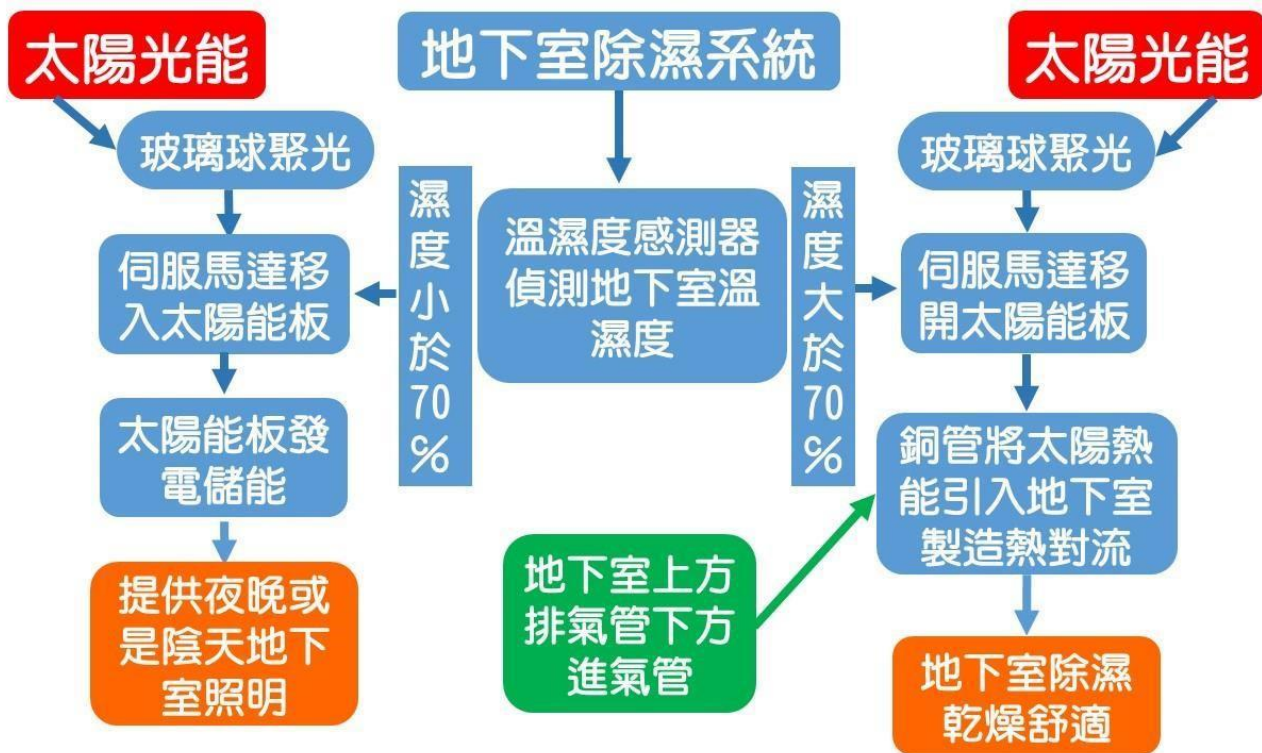 太陽光能
地下室除濕系統
太陽光能
玻璃球聚光
玻璃球聚光
濕度小於70%
溫濕度感測器
偵測地下室溫
濕度
濕度大於70%
伺服馬達移
入太陽能板
伺服馬達移
開太陽能板
太陽能板發
電儲能
銅管將太陽熱
能引入地下室
製造熱對流
地下室上方
排氣管下方
進氣管
提供夜晚或
是陰天地下
室照明
地下室除濕
乾燥舒適